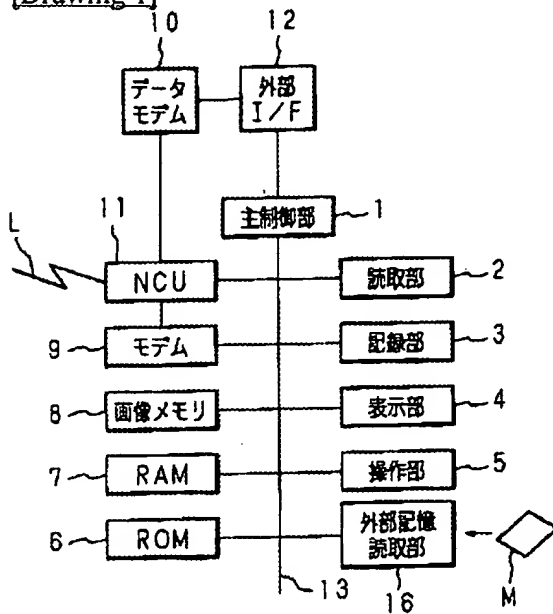 [Drawing 1]
10
12
データ
モデム
外部
I/F
主制御部
1
L
11
NCU
読取部
2
9
モデム
記録部
3
8
画像メモリ
表示部
4
7
RAM
操作部
5
6
ROM
外部記憶
読取部
13
16
M